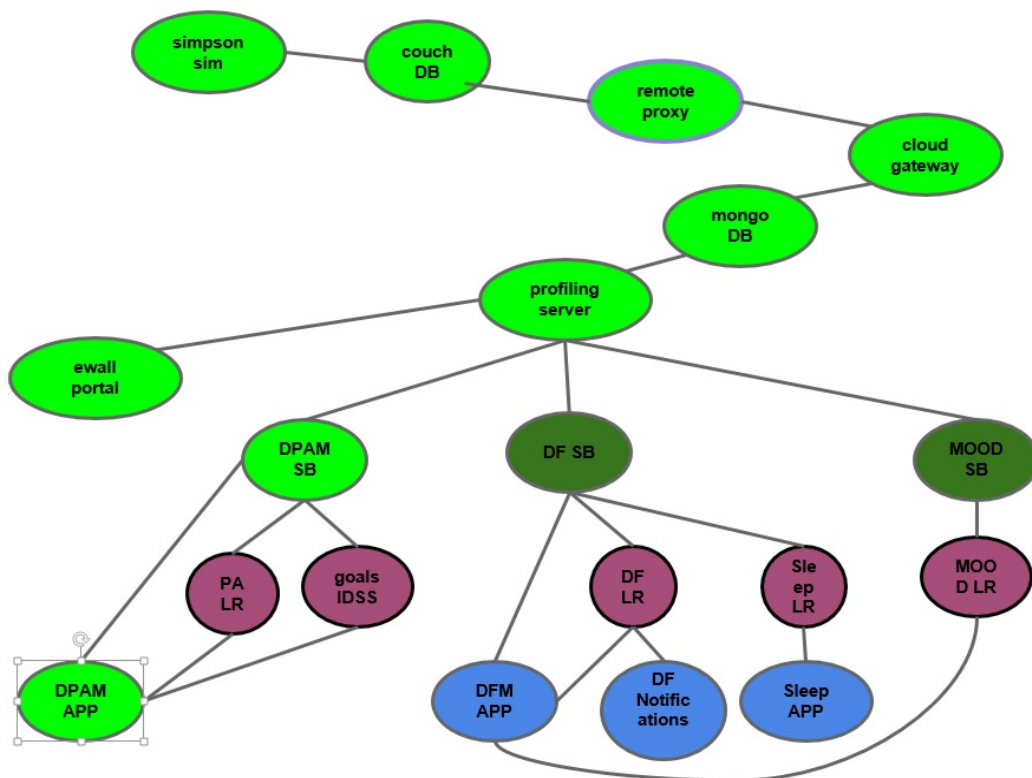 simpson
sim
couch
DB
remote
proxy
cloud
gateway
mongo
DB
profiling
server
ewall
portal
DPAM
SB
DF SB
MOOD
SB
PA
LR
goals
IDSS
DF
LR
Sle
ep
LR
MOO
D LR
DPAM
APP
DFM
APP
DF
Notific
ations
Sleep
APP